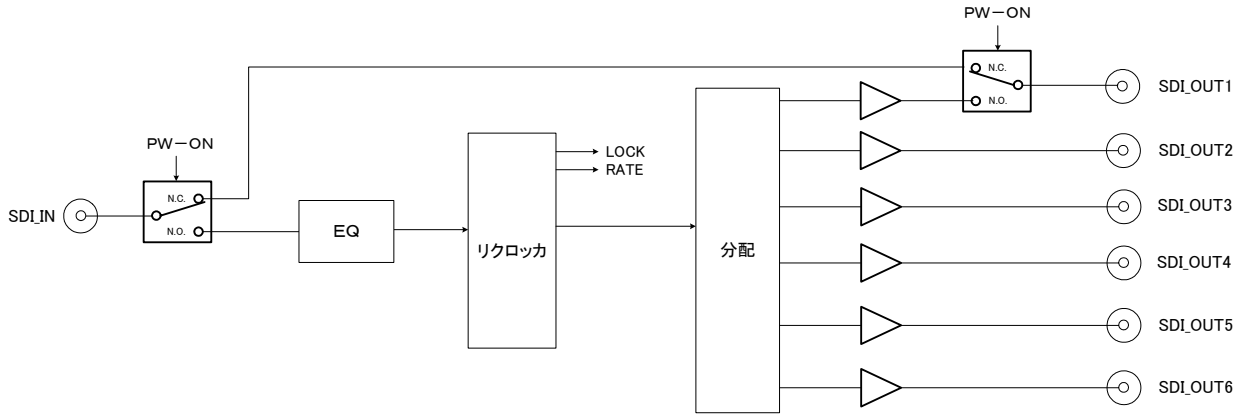 PW－ON
N.C.
N.O.
SDI_OUT1
SDI_OUT2
PW－ON
LOCK
RATE
N.C.
N.O.
SDI_IN
EQ
リクロッカ
分配
SDI_OUT3
SDI_OUT4
SDI_OUT5
SDI_OUT6